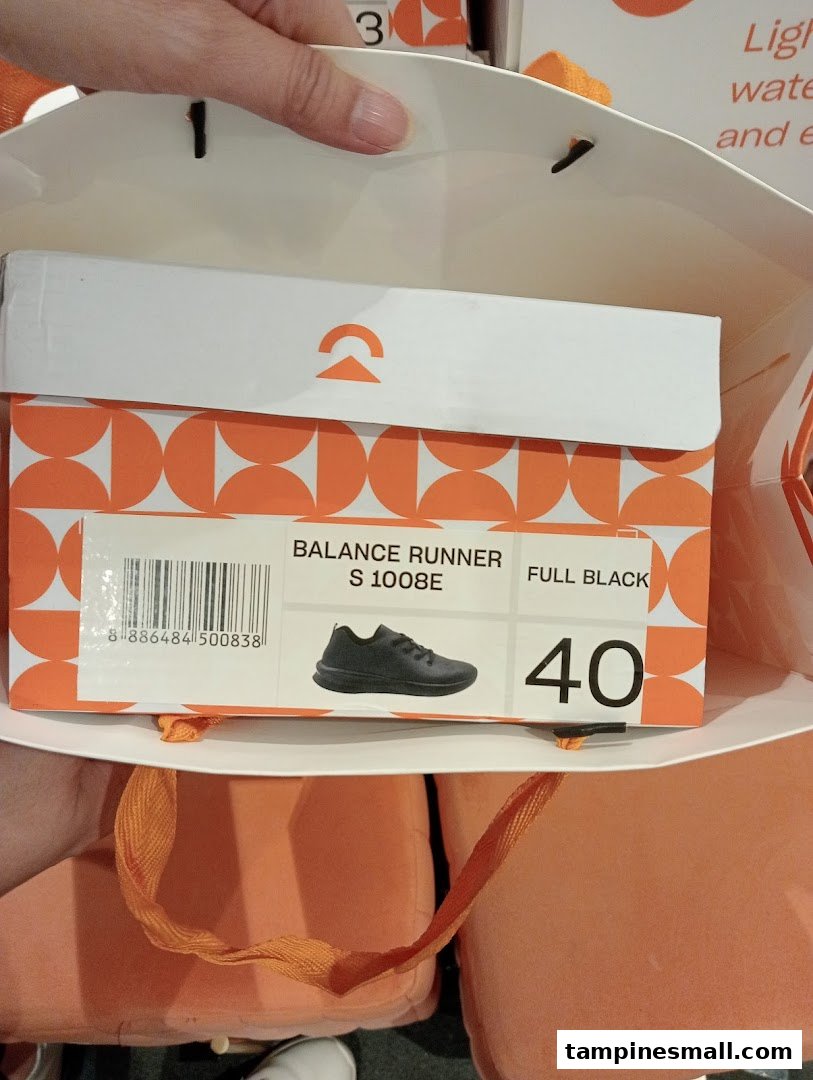 3
Ligh
wate
and e
BALANCE RUNNER
S 1008E
FULL BLACK
8 886484 500838
40
tampinesmall.com